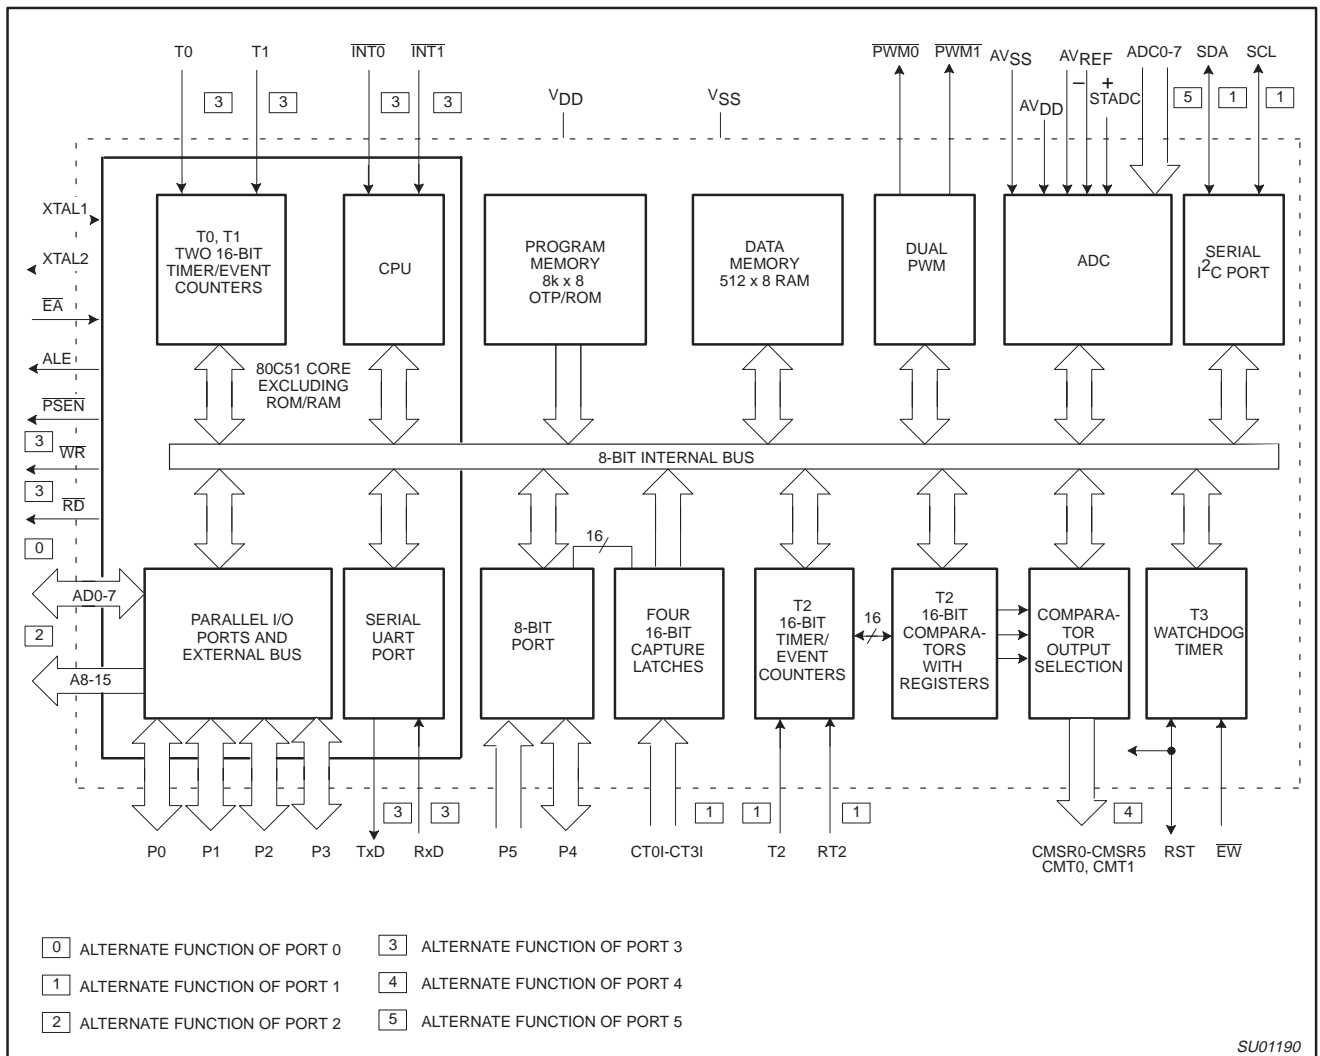 T0 T1 INT0 INT1 PWM0 PWM1 AVSS AVREF ADC0-7 SDA SCL
– +
STADC
3 3 3 3 VDD VSS AVDD 5 1 1
XTAL1
XTAL2
EA
ALE
PSEN
3
WR
3
RD
0
AD0-7
2
A8-15
T0, T1
TWO 16-BIT
TIMER/EVENT
COUNTERS
CPU
PROGRAM
MEMORY
8k x 8
OTP/ROM
DATA
MEMORY
512 x 8 RAM
DUAL
PWM
ADC
SERIAL
I2C PORT
80C51 CORE
EXCLUDING
ROM/RAM
8-BIT INTERNAL BUS
PARALLEL I/O
PORTS AND
EXTERNAL BUS
SERIAL
UART
PORT
8-BIT
PORT
16
FOUR
16-BIT
CAPTURE
LATCHES
T2
16-BIT
TIMER/
EVENT
COUNTERS
16
T2
16-BIT
COMPARA-
TORS
WITH
REGISTERS
COMPARA-
TOR
OUTPUT
SELECTION
T3
WATCHDOG
TIMER
3 3 1 1 1 4
P0 P1 P2 P3 TxD RxD P5 P4 CT0I-CT3I T2 RT2 CMSR0-CMSR5 RST EW
CMT0, CMT1
0 ALTERNATE FUNCTION OF PORT 0
1 ALTERNATE FUNCTION OF PORT 1
2 ALTERNATE FUNCTION OF PORT 2
3 ALTERNATE FUNCTION OF PORT 3
4 ALTERNATE FUNCTION OF PORT 4
5 ALTERNATE FUNCTION OF PORT 5
SU01190